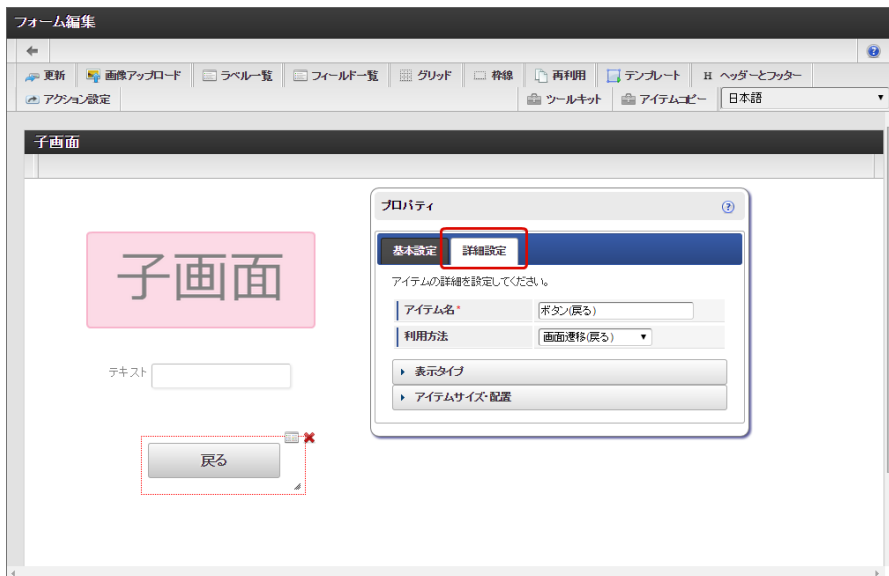 フォーム編集
更新 画像アップロード ラベル一覧 フィールド一覧 グリッド 枠線 再利用 テンプレート H ヘッダーとフッター
アクション設定 ツールキット アイテムコピー 日本語
子画面
プロパティ
基本設定 詳細設定
アイテムの詳細を設定してください。
アイテム名* ボタン(戻る)
利用方法 画面遷移(戻る)
表示タイプ
アイテムサイズ・配置
子画面
テキスト
戻る